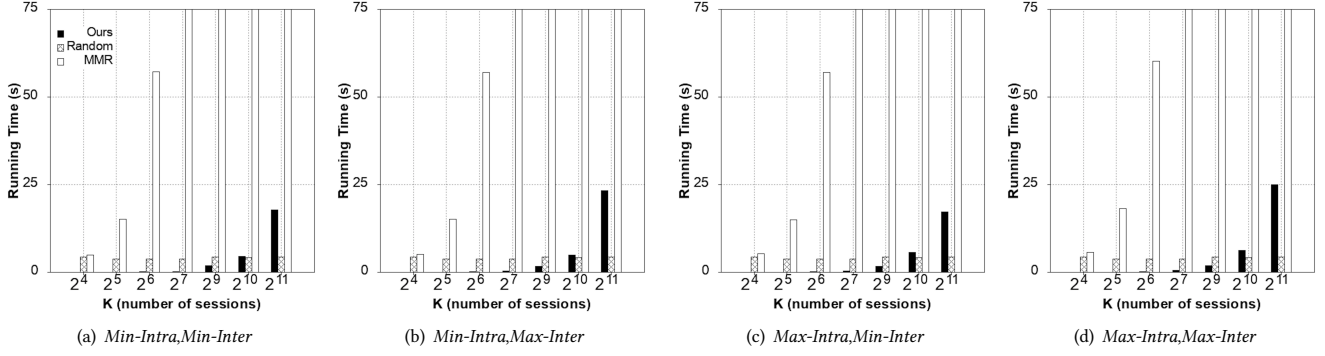 75
50
25
0
Running Time (s)
Ours
Random
MMR
2^4 2^5 2^6 2^7 2^9 2^10 2^11
K (number of sessions)
(a) Min-Intra,Min-Inter
75
50
25
0
Running Time (s)
2^4 2^5 2^6 2^7 2^9 2^10 2^11
K (number of sessions)
(b) Min-Intra,Max-Inter
75
50
25
0
Running Time (s)
2^4 2^5 2^6 2^7 2^9 2^10 2^11
K (number of sessions)
(c) Max-Intra,Min-Inter
75
50
25
0
Running Time (s)
2^4 2^5 2^6 2^7 2^9 2^10 2^11
K (number of sessions)
(d) Max-Intra,Max-Inter